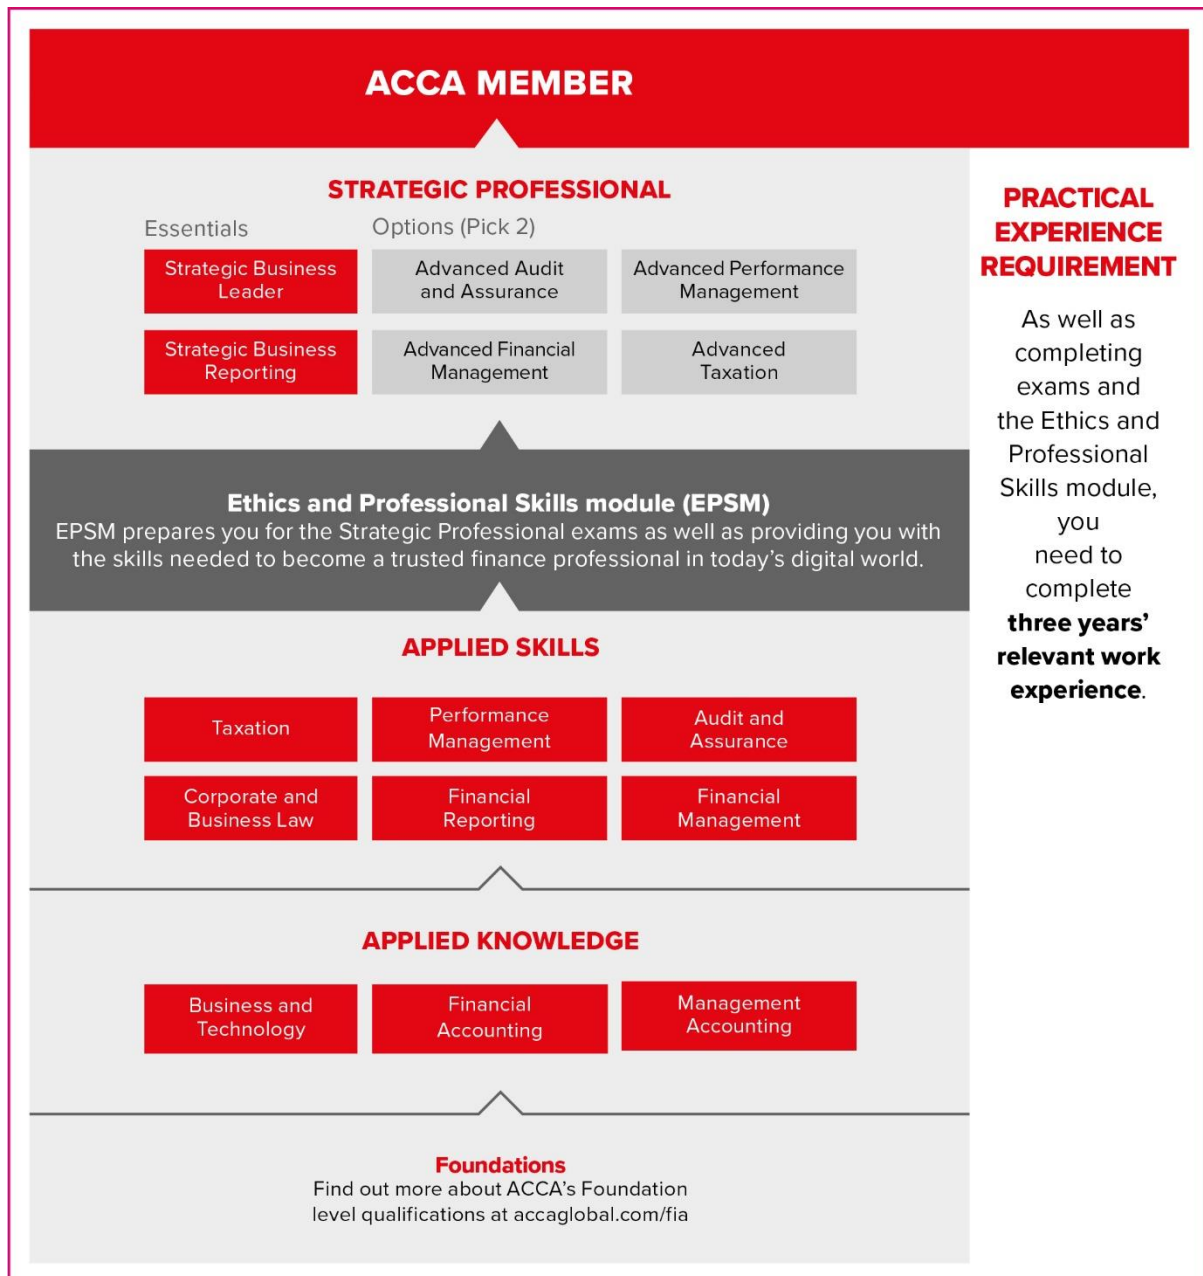 ACCA MEMBER
STRATEGIC PROFESSIONAL
Essentials
Options (Pick 2)
Strategic Business
Leader
Advanced Audit
and Assurance
Advanced Performance
Management
Strategic Business
Reporting
Advanced Financial
Management
Advanced
Taxation
Ethics and Professional Skills module (EPSM)
EPSM prepares you for the Strategic Professional exams as well as providing you with
the skills needed to become a trusted finance professional in today’s digital world.
APPLIED SKILLS
Taxation
Performance
Management
Audit and
Assurance
Corporate and
Business Law
Financial
Reporting
Financial
Management
APPLIED KNOWLEDGE
Business and
Technology
Financial
Accounting
Management
Accounting
Foundations
Find out more about ACCA’s Foundation
level qualifications at accaglobal.com/fia
PRACTICAL
EXPERIENCE
REQUIREMENT
As well as
completing
exams and
the Ethics and
Professional
Skills module,
you
need to
complete
three years’
relevant work
experience.